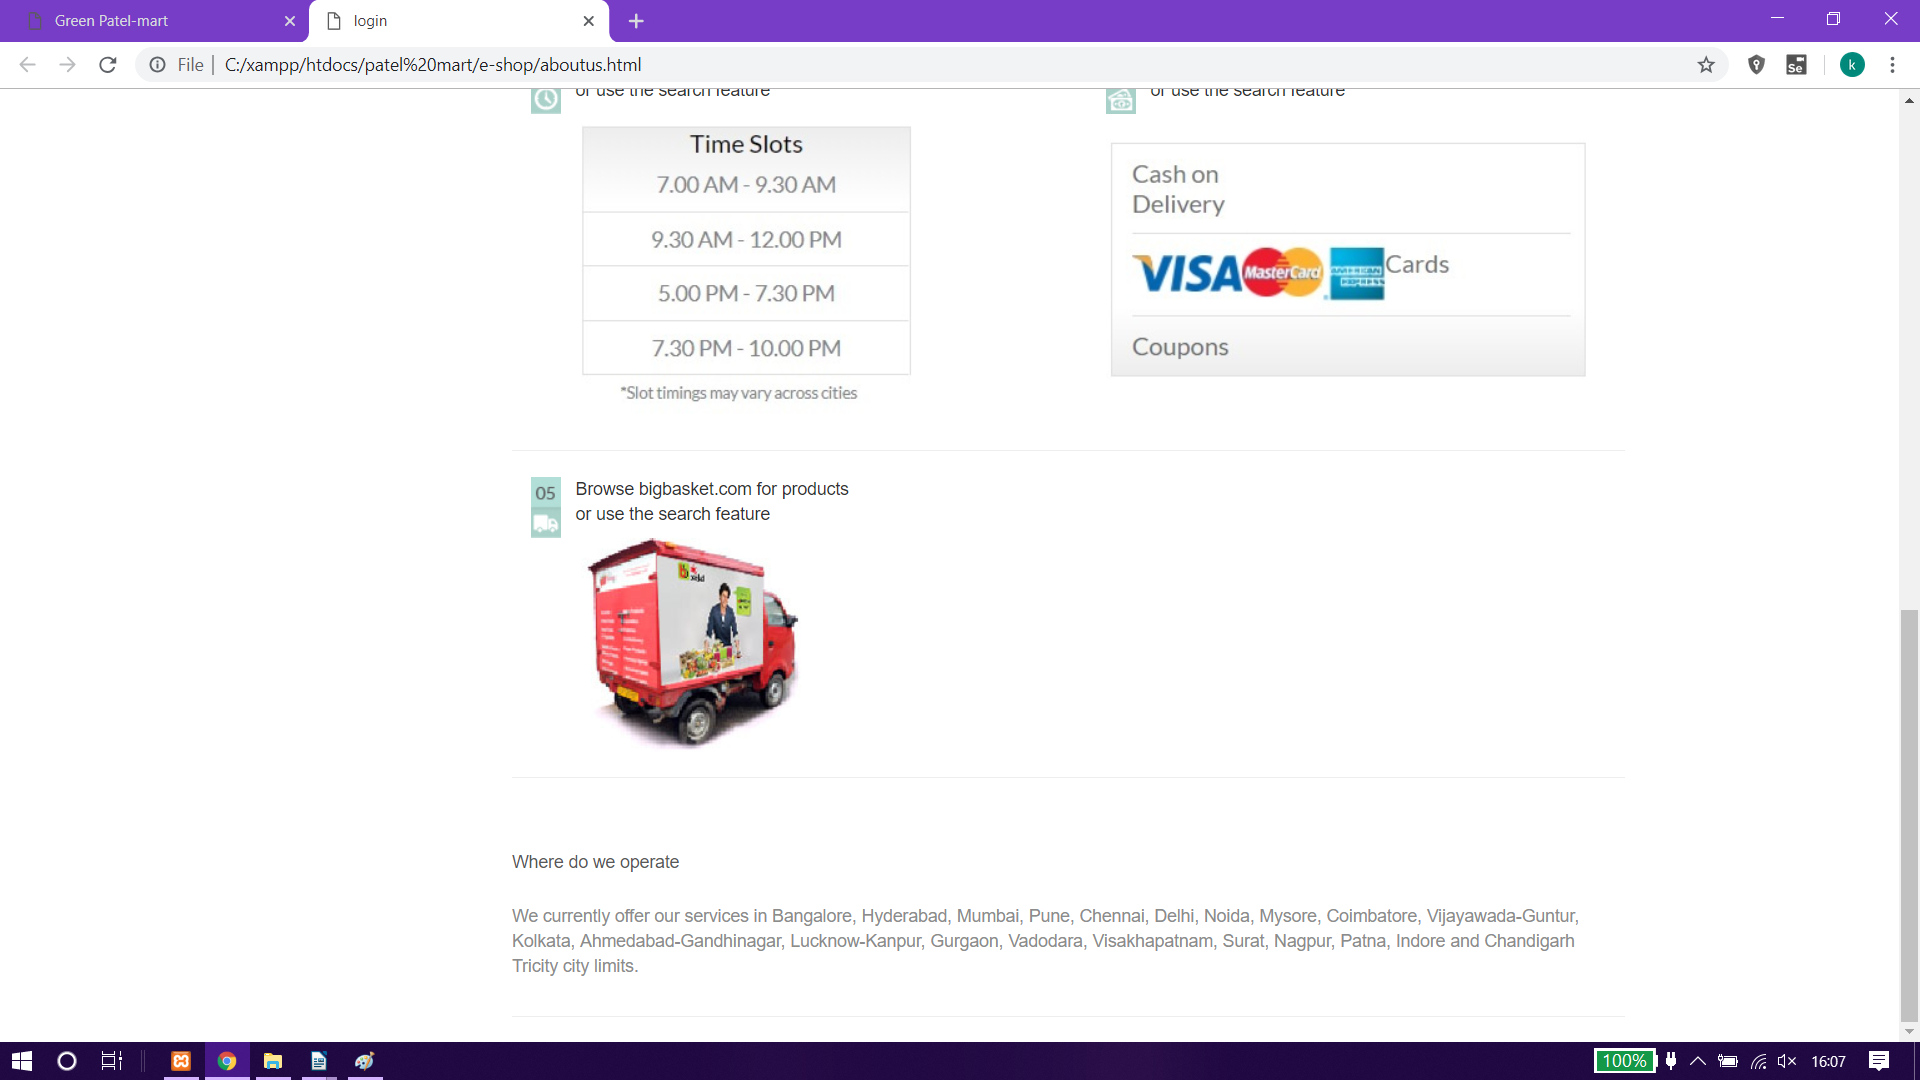 Green Patel-mart
login
File
C:/xampp/htdocs/patel%20mart/e-shop/aboutus.html
Se
k
or use the search feature
or use the search feature
Time Slots
7.00 AM - 9.30 AM
9.30 AM - 12.00 PM
5.00 PM - 7.30 PM
7.30 PM - 10.00 PM
*Slot timings may vary across cities
Cash on
Delivery
VISA MasterCard AMERICAN EXPRESS Cards
Coupons
05
Browse bigbasket.com for products
or use the search feature
Where do we operate
We currently offer our services in Bangalore, Hyderabad, Mumbai, Pune, Chennai, Delhi, Noida, Mysore, Coimbatore, Vijayawada-Guntur,
Kolkata, Ahmedabad-Gandhinagar, Lucknow-Kanpur, Gurgaon, Vadodara, Visakhapatnam, Surat, Nagpur, Patna, Indore and Chandigarh
Tricity city limits.
100%
16:07